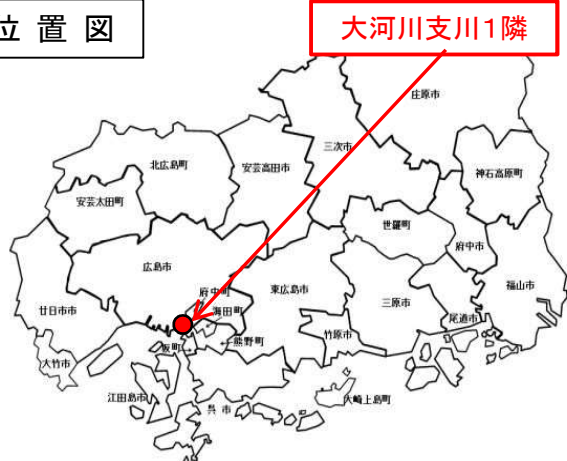 位置図
大河川支川1隣
庄原市
三次市
北広島町
安芸高田市
神石高原町
安芸太田町
世羅町
府中市
広島市
府中町
東広島市
福山市
海田町
三原市
廿日市市
尾道市
竹原市
坂町
熊野町
大竹市
江田島市
大崎上島町
呉市